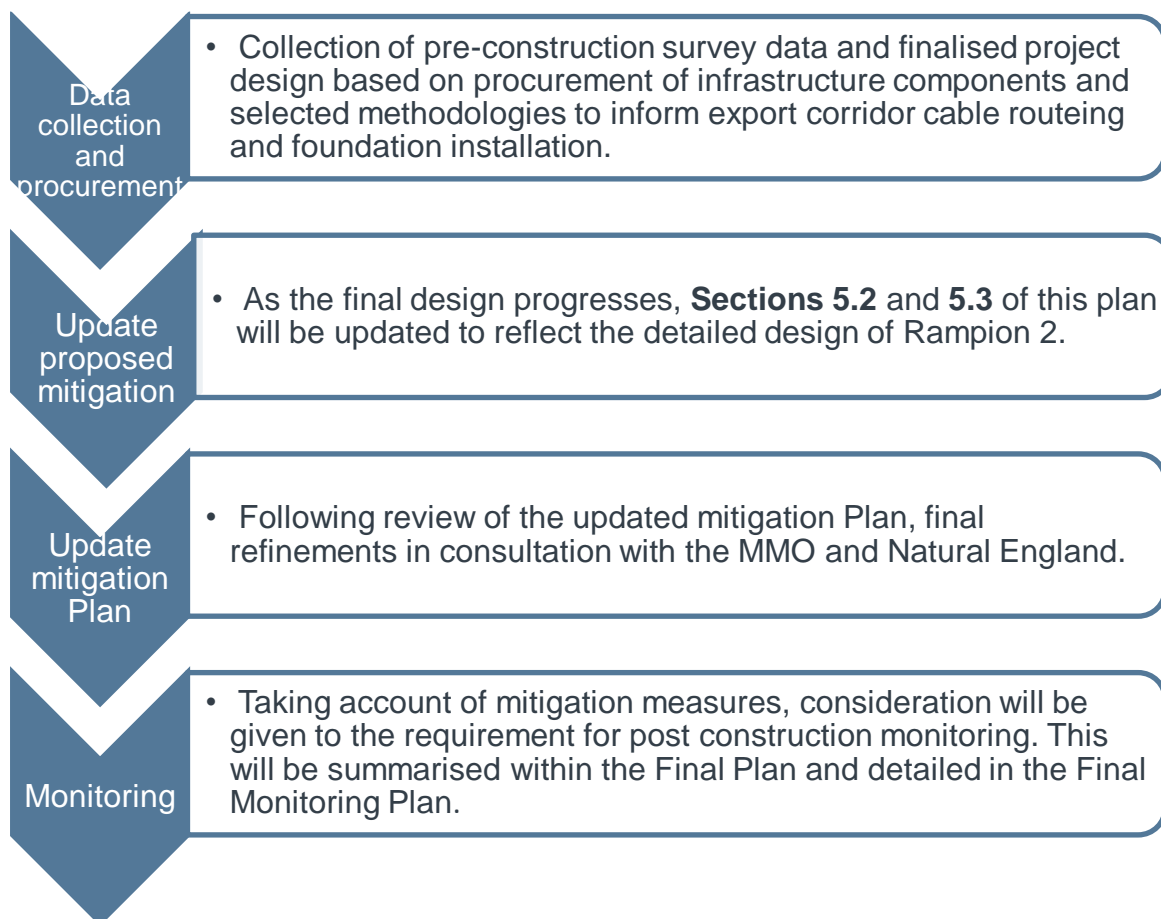 Data
collection
and
procurement
• Collection of pre-construction survey data and finalised project
design based on procurement of infrastructure components and
selected methodologies to inform export corridor cable routeing
and foundation installation.
Update
proposed
mitigation
• As the final design progresses, Sections 5.2 and 5.3 of this plan
will be updated to reflect the detailed design of Rampion 2.
Update
mitigation
Plan
• Following review of the updated mitigation Plan, final
refinements in consultation with the MMO and Natural England.
Monitoring
• Taking account of mitigation measures, consideration will be
given to the requirement for post construction monitoring. This
will be summarised within the Final Plan and detailed in the Final
Monitoring Plan.